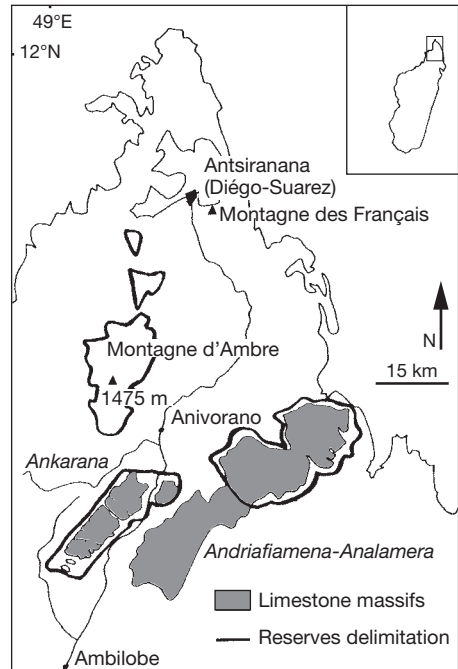 49°E
12°N
Antsiranana
(Diégo-Suarez)
Montagne des Français
Montagne d'Ambre
N
15 km
1475 m
Anivorano
Ankarana
Andriafiamena-Analamera
Limestone massifs
Reserves delimitation
Ambilobe